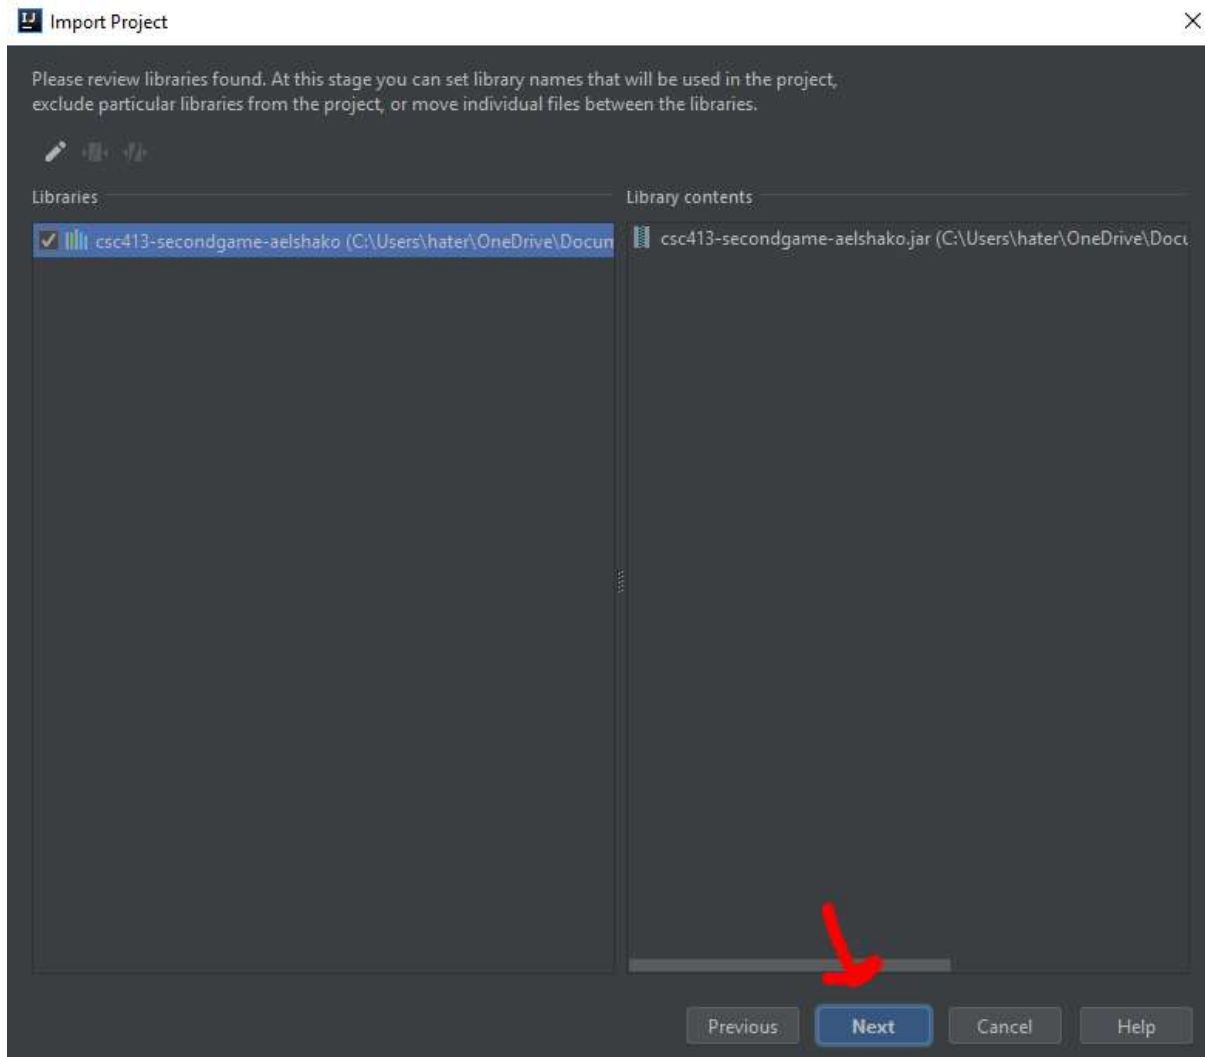 Import Project
Please review libraries found. At this stage you can set library names that will be used in the project,
exclude particular libraries from the project, or move individual files between the libraries.
Libraries
Library contents
csc413-secondgame-aelshako (C:\Users\hater\OneDrive\Docum
csc413-secondgame-aelshako.jar (C:\Users\hater\OneDrive\Docu
Previous
Next
Cancel
Help